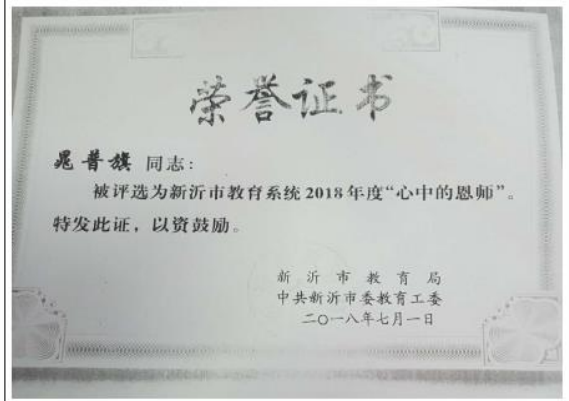 荣誉证书
晁普旗 同志：
被评选为新沂市教育系统2018年度“心中的恩师”。
特发此证，以资鼓励。
新沂市教育局
中共新沂市委教育工委
二〇一八年七月一日